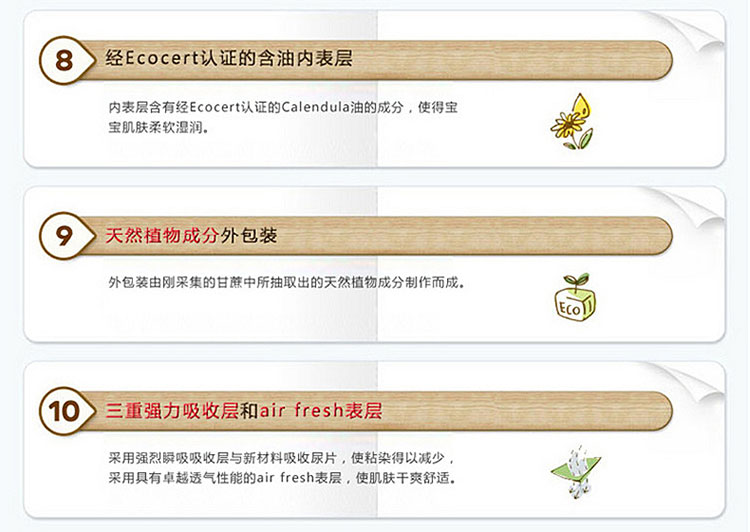 8 经Ecocert认证的含油内表层
内表层含有经Ecocert认证的Calendula油的成分，使得宝
宝肌肤柔软湿润。
9 天然植物成分外包装
外包装由刚采集的甘蔗中所抽取出的天然植物成分制作而成。
Eco
10 三重强力吸收层和air fresh表层
采用强烈瞬吸吸收层与新材料吸收尿片，使粘染得以减少，
采用具有卓越透气性能的air fresh表层，使肌肤干爽舒适。